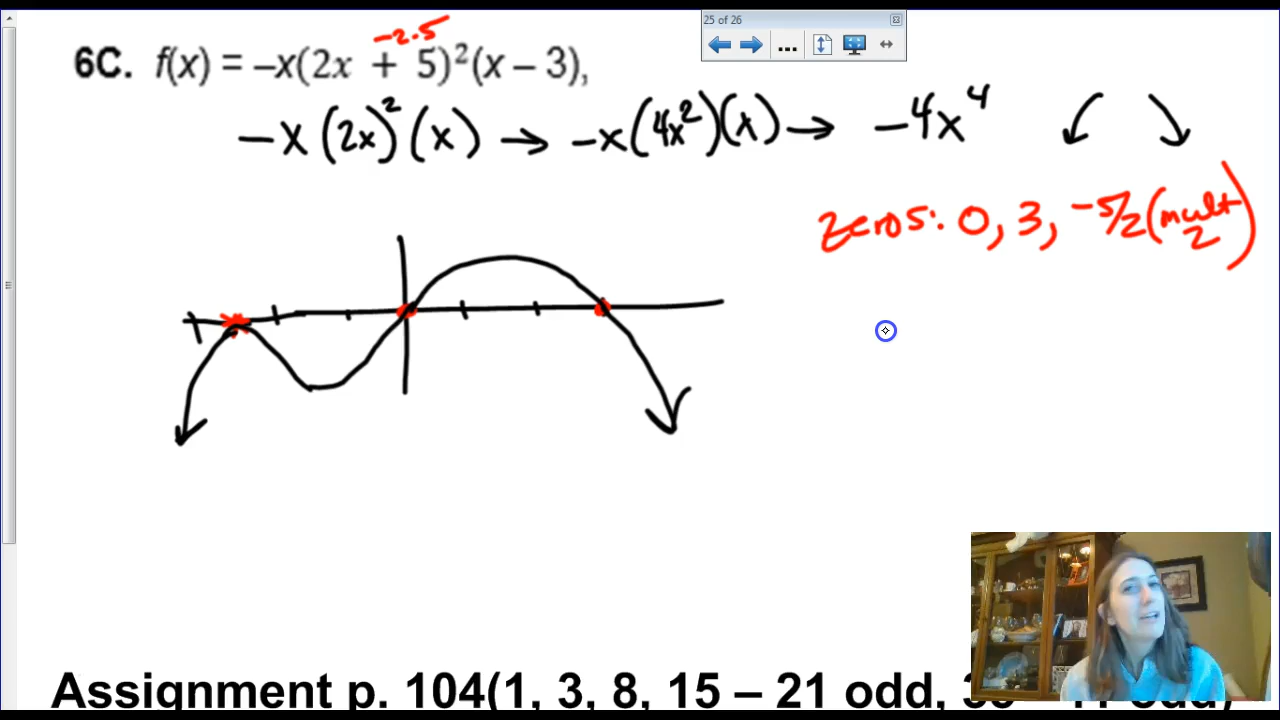 25 of 26
-2.5
6C. f(x) = –x(2x + 5)²(x – 3),
-x(2x)²(x) → -x(4x²)(x) → -4x⁴
zeros: 0, 3, -5/2 (mult 2)
Assignment p. 104(1, 3, 8, 15 – 21 odd,